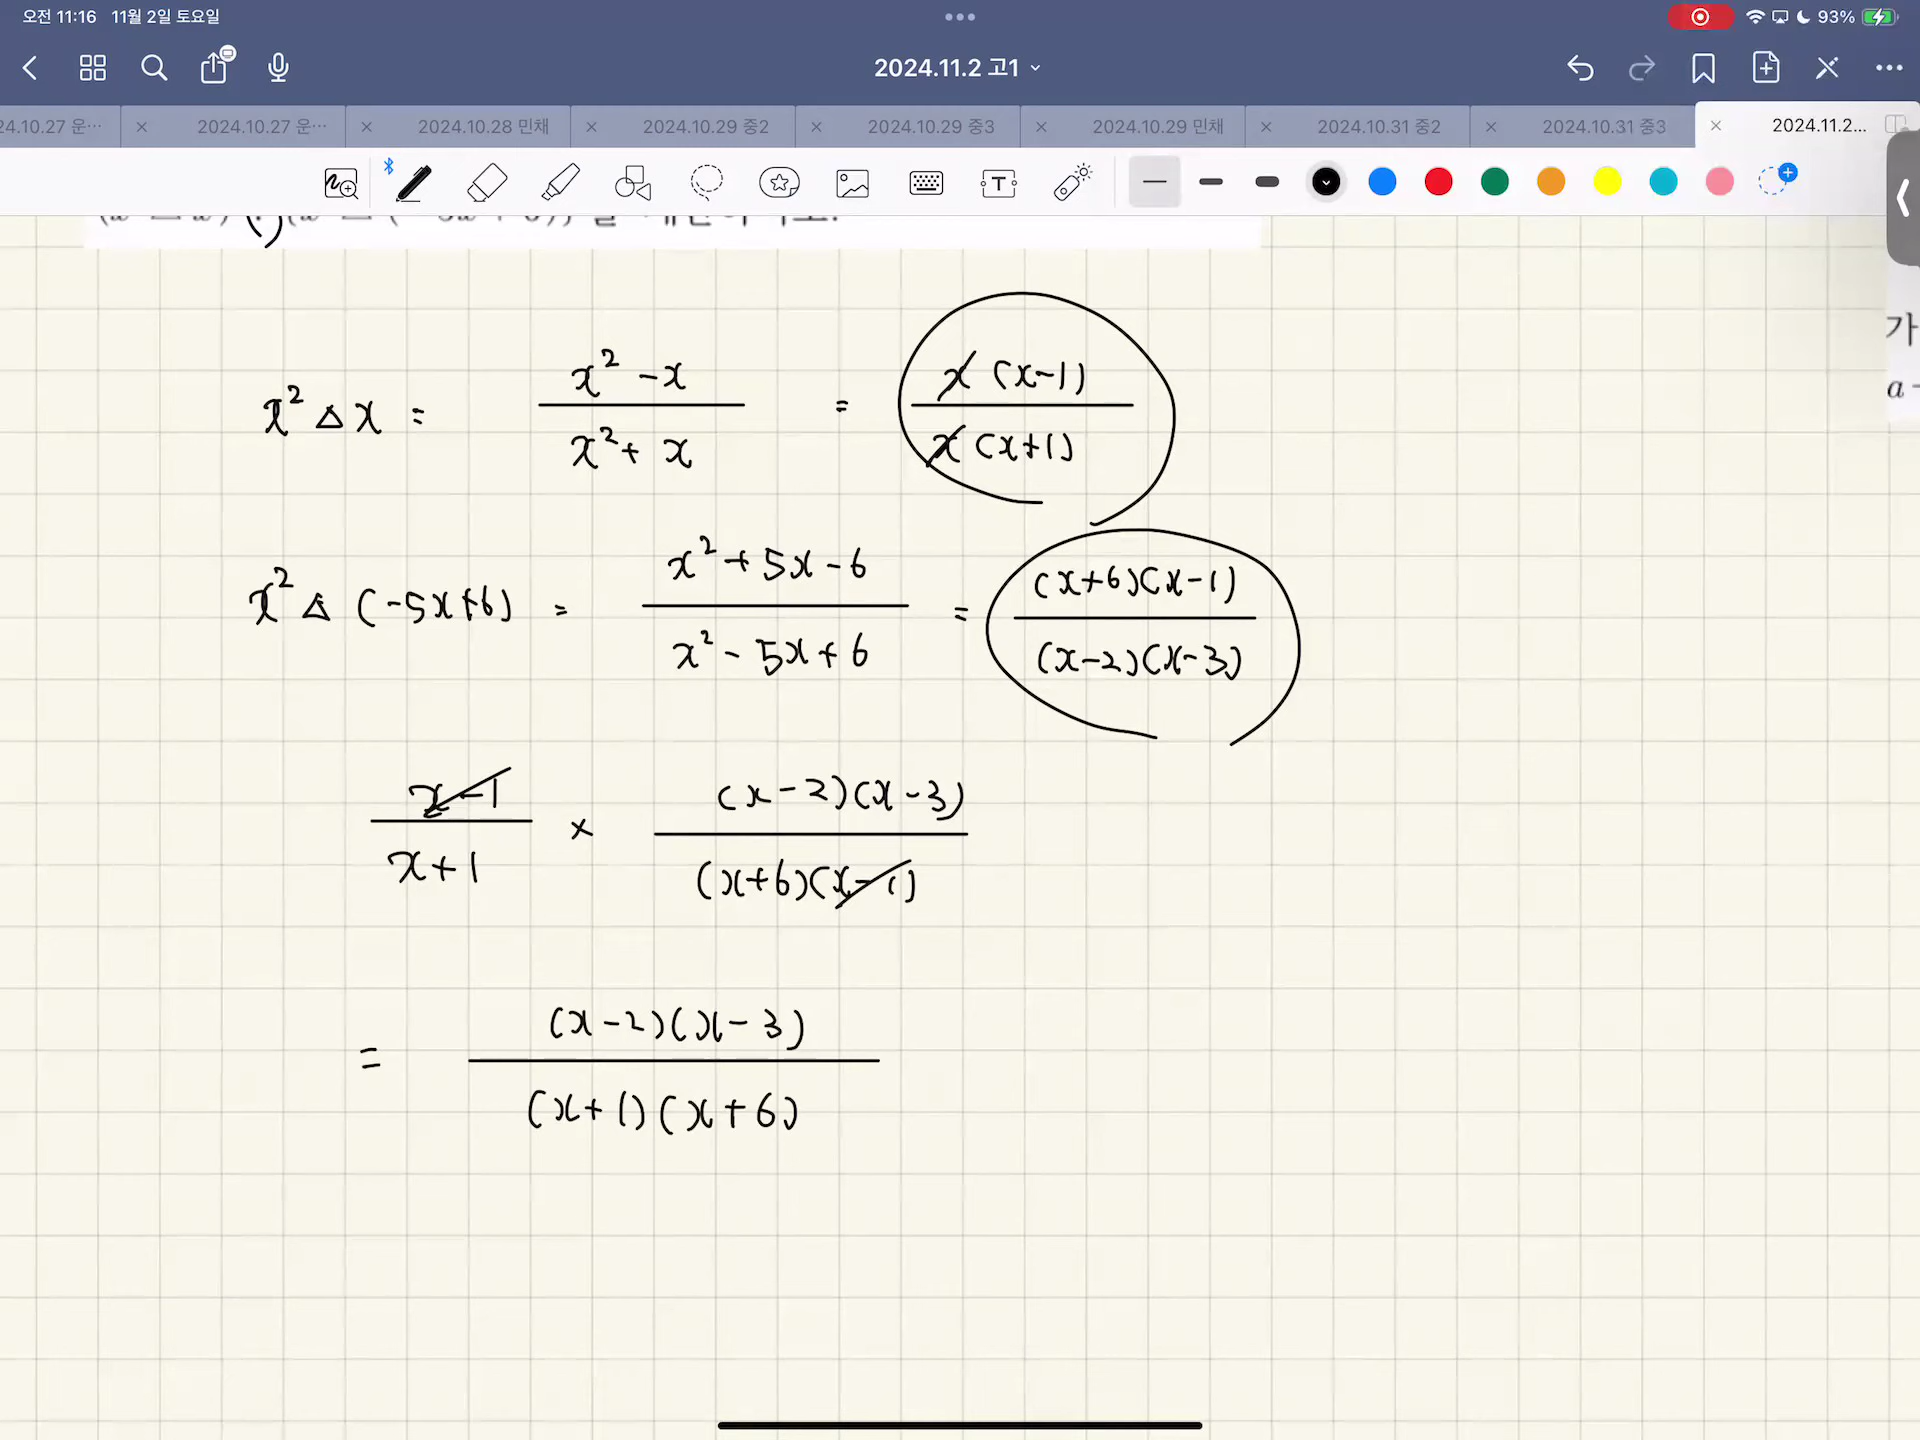 오전 11:16 11월 2일 토요일
93%
2024.11.2 고1
24.10.27 운… × 2024.10.27 운… × 2024.10.28 민채 × 2024.10.29 중2 × 2024.10.29 중3 × 2024.10.29 민채 × 2024.10.31 중2 × 2024.10.31 중3 × 2024.11.2…
가
a
x² △ x = (x² - x)/(x² + x) = x(x-1)/x(x+1)
x² △ (-5x+6) = (x² + 5x - 6)/(x² - 5x + 6) = (x+6)(x-1)/(x-2)(x-3)
(x-1)/(x+1) × (x-2)(x-3)/(x+6)(x-1)
= (x-2)(x-3)/(x+1)(x+6)